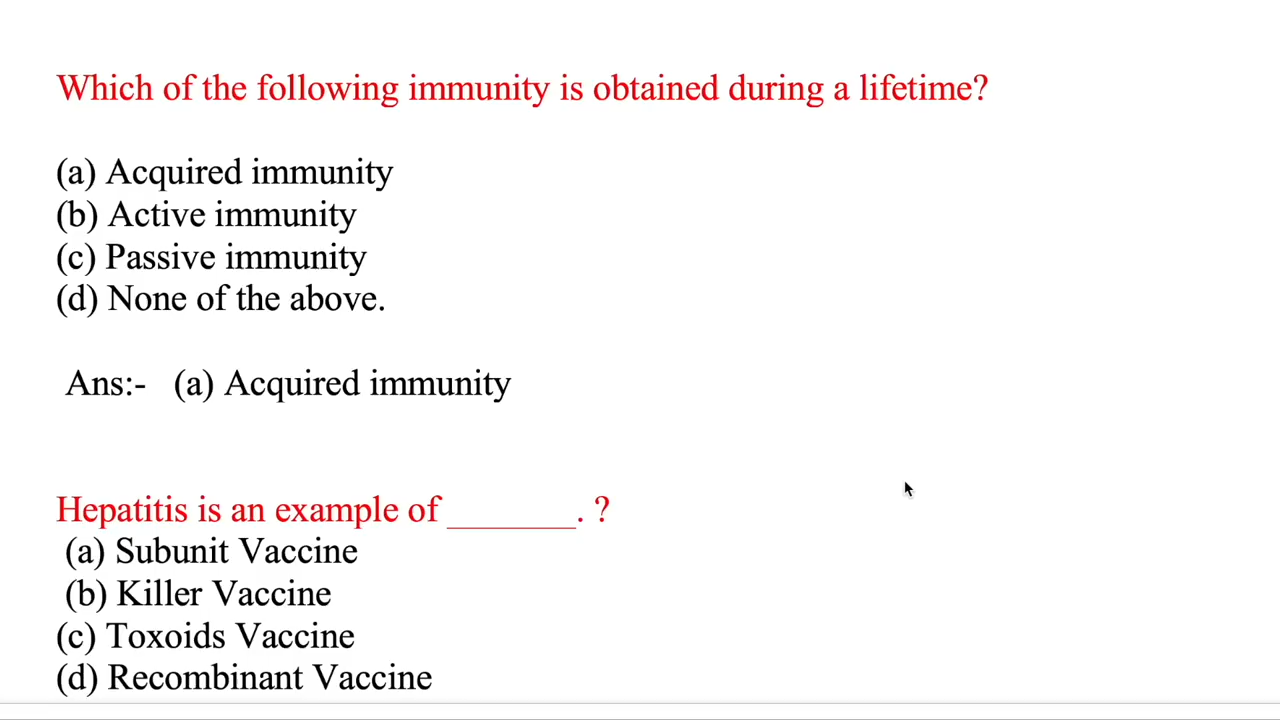 Which of the following immunity is obtained during a lifetime?
(a) Acquired immunity
(b) Active immunity
(c) Passive immunity
(d) None of the above.
Ans:- (a) Acquired immunity
Hepatitis is an example of _______. ?
(a) Subunit Vaccine
(b) Killer Vaccine
(c) Toxoids Vaccine
(d) Recombinant Vaccine